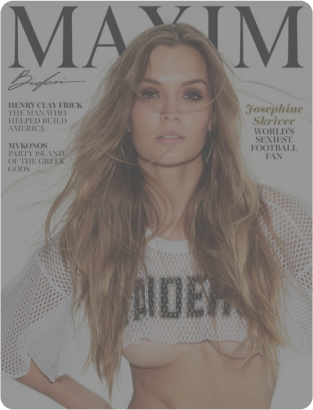 MAXIM
HENRY CLAY FRICK
THE MAN WHO
HELPED BUILD
AMERICA
MYKONOS
PARTY ISLAND
OF THE GREEK
GODS
Josephine
Skriver
WORLD'S
SEXIEST
FOOTBALL
FAN
AIDER